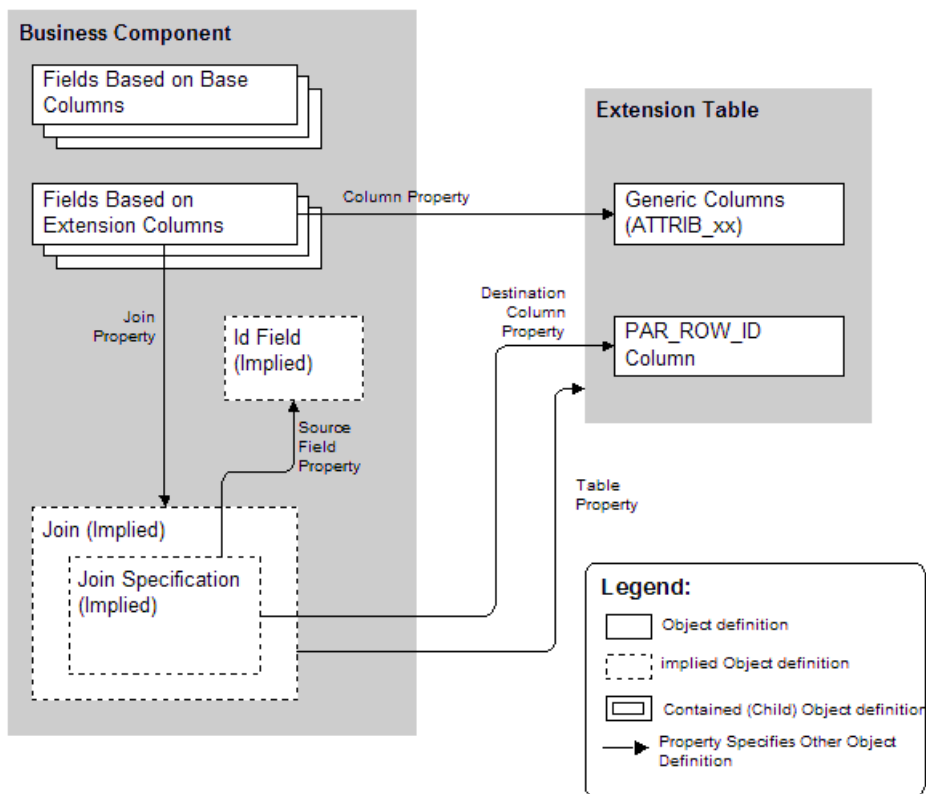 Business Component
Fields Based on Base
Columns
Extension Table
Fields Based on
Extension Columns
Column Property
Generic Columns
(ATTRIB_xx)
Join
Property
Id Field
(Implied)
Destination
Column
Property
PAR_ROW_ID
Column
Source
Field
Property
Table
Property
Join (Implied)
Join Specification
(Implied)
Legend:
Object definition
implied Object definition
Contained (Child) Object definition
Property Specifies Other Object
Definition